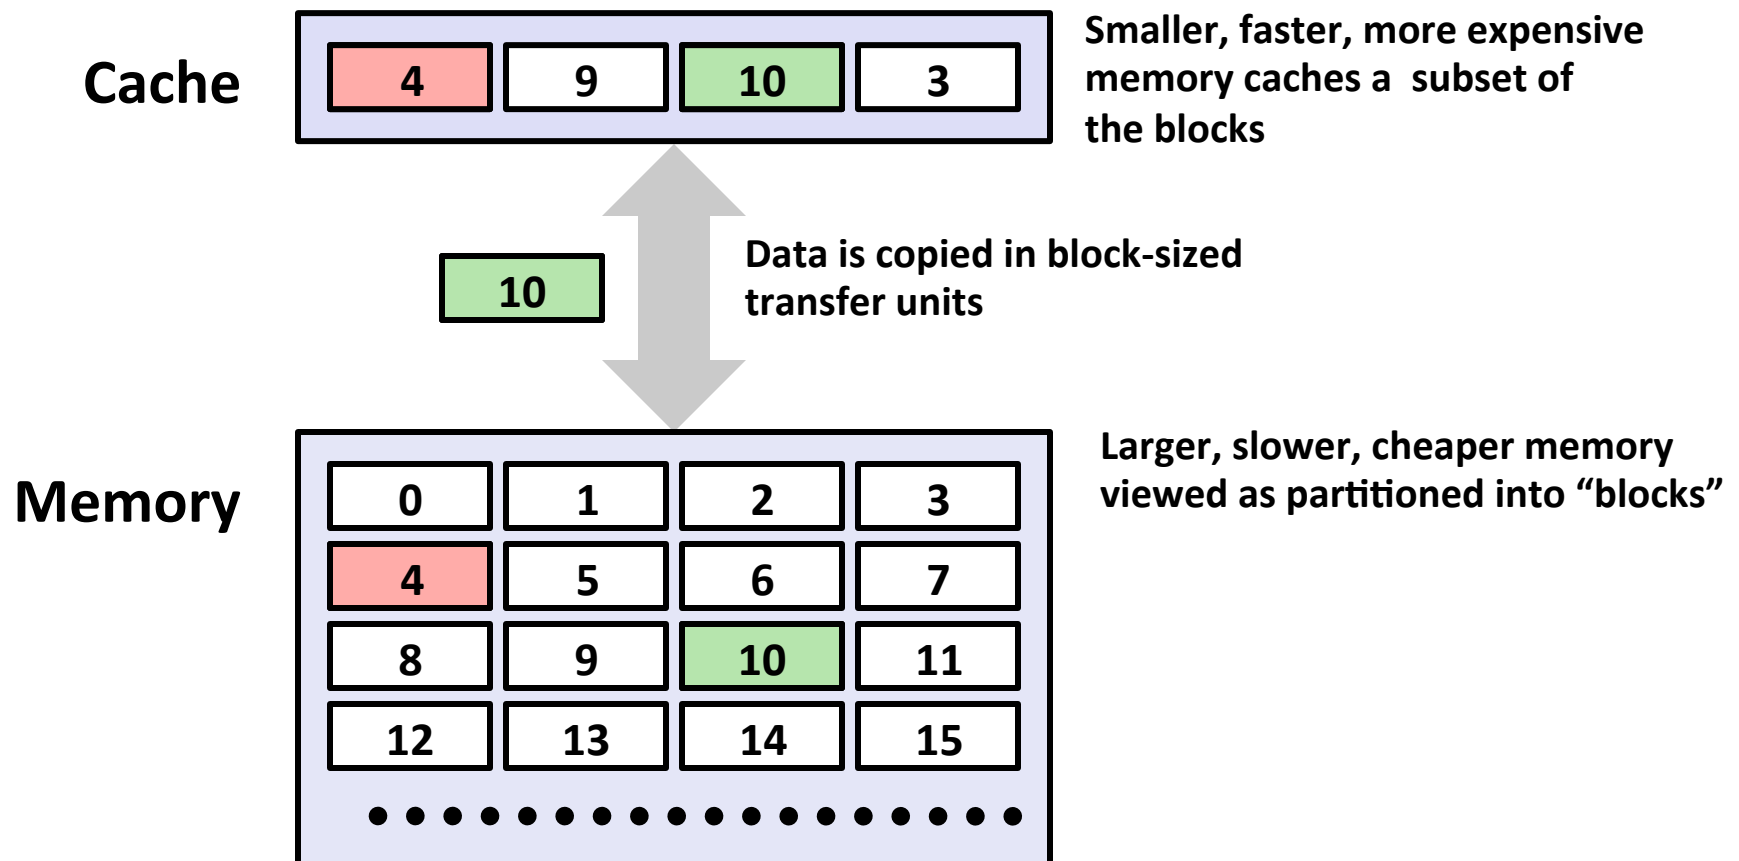 Cache
4 9 10 3
Smaller, faster, more expensive
memory caches a subset of
the blocks
10
Data is copied in block-sized
transfer units
Memory
0 1 2 3
4 5 6 7
8 9 10 11
12 13 14 15
Larger, slower, cheaper memory
viewed as partitioned into “blocks”